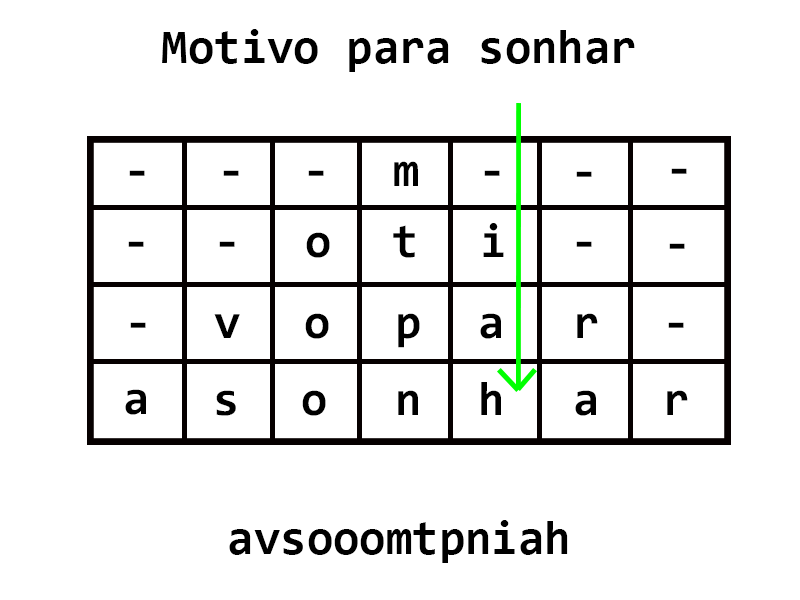 Motivo para sonhar
- - - m - - -
- - o t i - -
- v o p a r -
a s o n h a r
avsooomtpniah